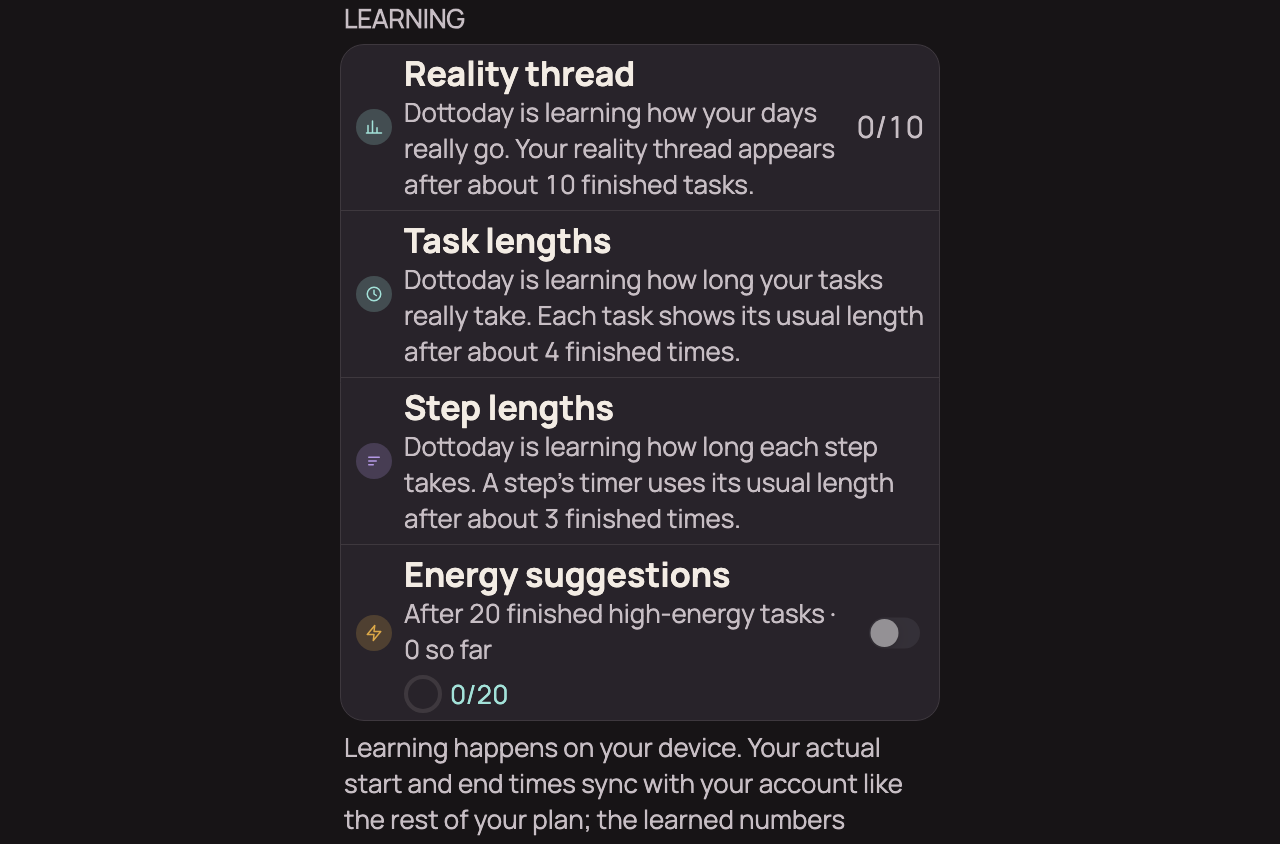 LEARNING
Reality thread
Dottoday is learning how your days
really go. Your reality thread appears
after about 10 finished tasks.
0/10
Task lengths
Dottoday is learning how long your tasks
really take. Each task shows its usual length
after about 4 finished times.
Step lengths
Dottoday is learning how long each step
takes. A step’s timer uses its usual length
after about 3 finished times.
Energy suggestions
After 20 finished high-energy tasks ·
0 so far
0/20
Learning happens on your device. Your actual
start and end times sync with your account like
the rest of your plan; the learned numbers